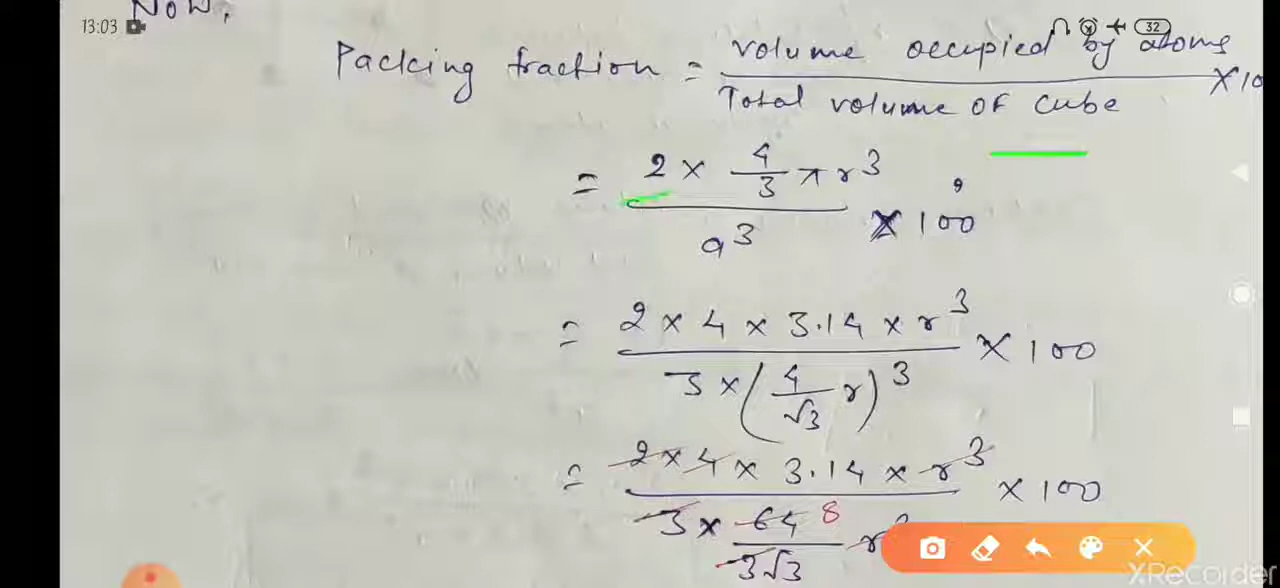 Now,
13:03
32
Packing fraction = volume occupied by atoms / Total volume of cube × 10
= 2 × 4/3 π r³ / a³ × 100
= 2 × 4 × 3.14 × r³ / 3 × (4/√3 r)³ × 100
= 2 × 4 × 3.14 × r³ / 3 × 64 8 / 3√3 r³ × 100
XRecorder